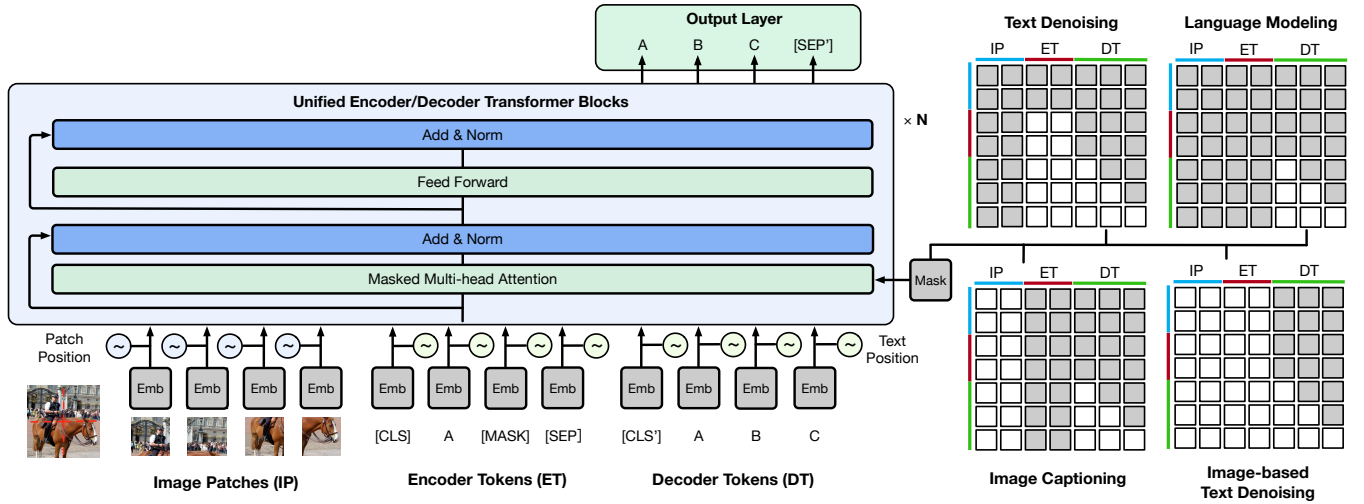 Output Layer
A B C [SEP']
Unified Encoder/Decoder Transformer Blocks
Add & Norm
Feed Forward
Add & Norm
Masked Multi-head Attention
× N
Mask
Patch
Position
~ ~ ~ ~ ~ ~ ~ ~ ~ ~ ~ ~
Text
Position
Emb Emb Emb Emb Emb Emb Emb Emb Emb Emb Emb Emb
[CLS] A [MASK] [SEP] [CLS'] A B C
Image Patches (IP)
Encoder Tokens (ET)
Decoder Tokens (DT)
Text Denoising
IP ET DT
Language Modeling
IP ET DT
IP ET DT
Image Captioning
IP ET DT
Image-based
Text Denoising